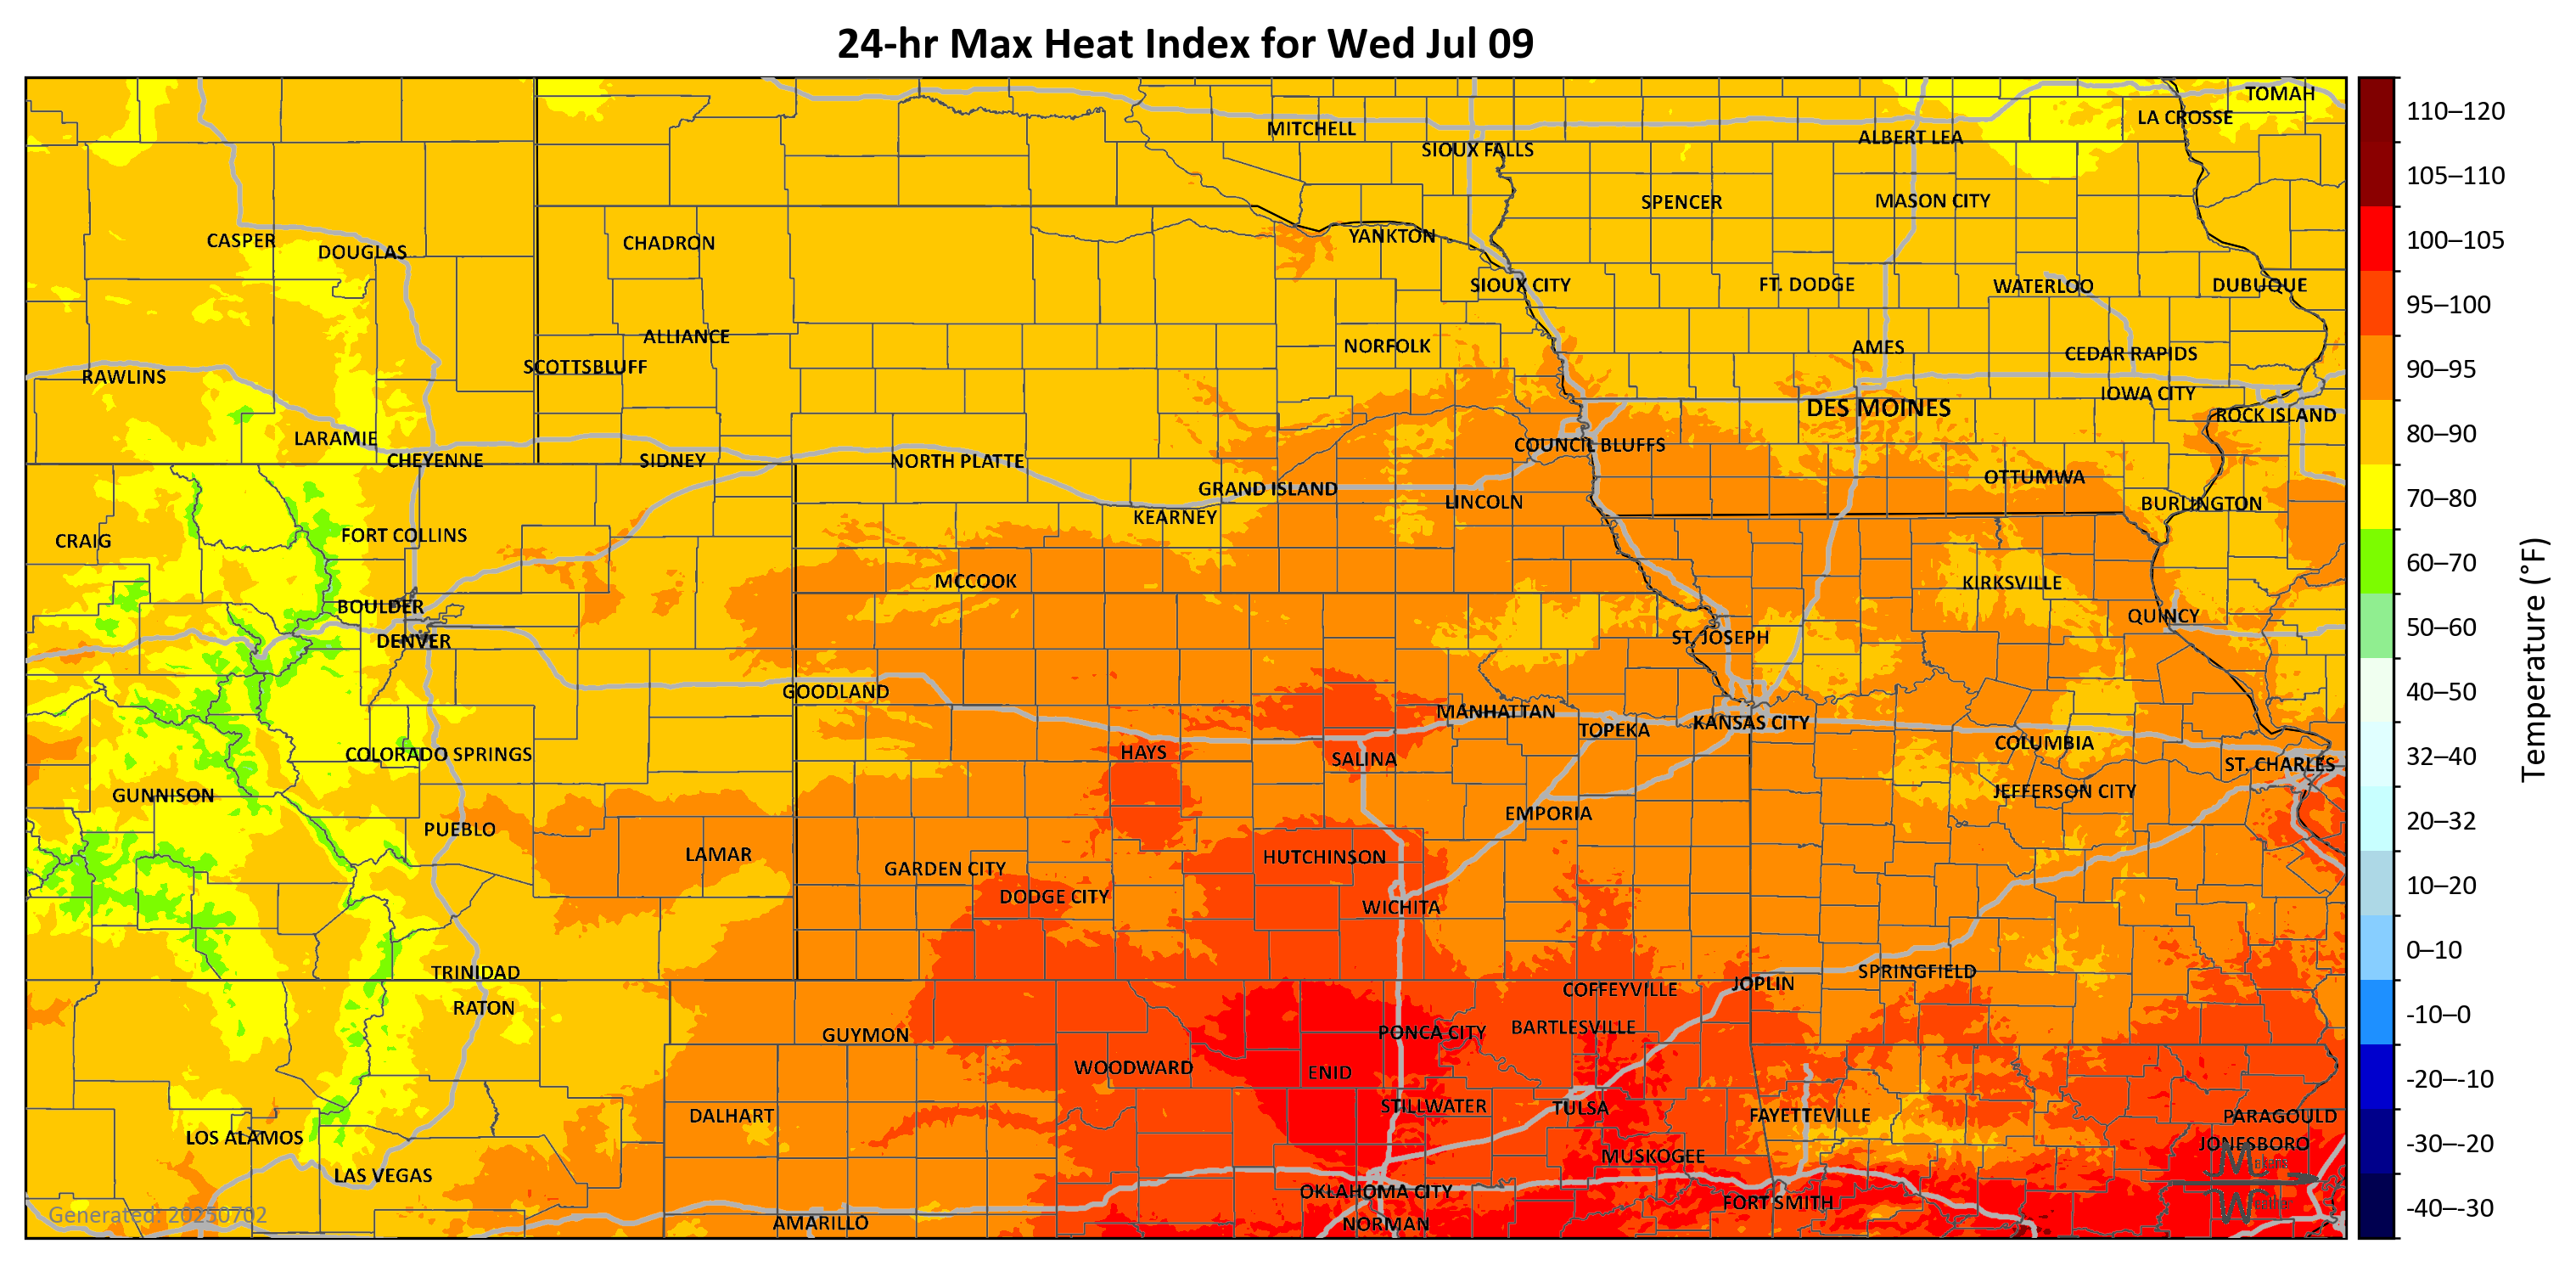 24-hr Max Heat Index for Wed Jul 09
TOMAH
LA CROSSE
MITCHELL
ALBERT LEA
SIOUX FALLS
SPENCER
MASON CITY
CASPER
DOUGLAS
CHADRON
YANKTON
SIOUX CITY
FT. DODGE
WATERLOO
DUBUQUE
ALLIANCE
NORFOLK
AMES
CEDAR RAPIDS
SCOTTSBLUFF
RAWLINS
IOWA CITY
DES MOINES
ROCK ISLAND
LARAMIE
COUNCIL BLUFFS
CHEYENNE
SIDNEY
NORTH PLATTE
OTTUMWA
GRAND ISLAND
LINCOLN
BURLINGTON
KEARNEY
CRAIG
FORT COLLINS
MCCOOK
KIRKSVILLE
BOULDER
QUINCY
DENVER
ST. JOSEPH
GOODLAND
MANHATTAN
TOPEKA
KANSAS CITY
COLUMBIA
COLORADO SPRINGS
HAYS
SALINA
ST. CHARLES
GUNNISON
JEFFERSON CITY
EMPORIA
PUEBLO
LAMAR
HUTCHINSON
GARDEN CITY
DODGE CITY
WICHITA
TRINIDAD
SPRINGFIELD
JOPLIN
COFFEYVILLE
RATON
GUYMON
PONCA CITY
BARTLESVILLE
WOODWARD
ENID
STILLWATER
TULSA
DALHART
FAYETTEVILLE
PARAGOULD
LOS ALAMOS
JONESBORO
MUSKOGEE
LAS VEGAS
OKLAHOMA CITY
FORT SMITH
AMARILLO
NORMAN
Generated: 20250702
110–120
105–110
100–105
95–100
90–95
80–90
70–80
60–70
50–60
40–50
32–40
20–32
10–20
0–10
-10–0
-20–-10
-30–-20
-40–-30
Temperature (°F)